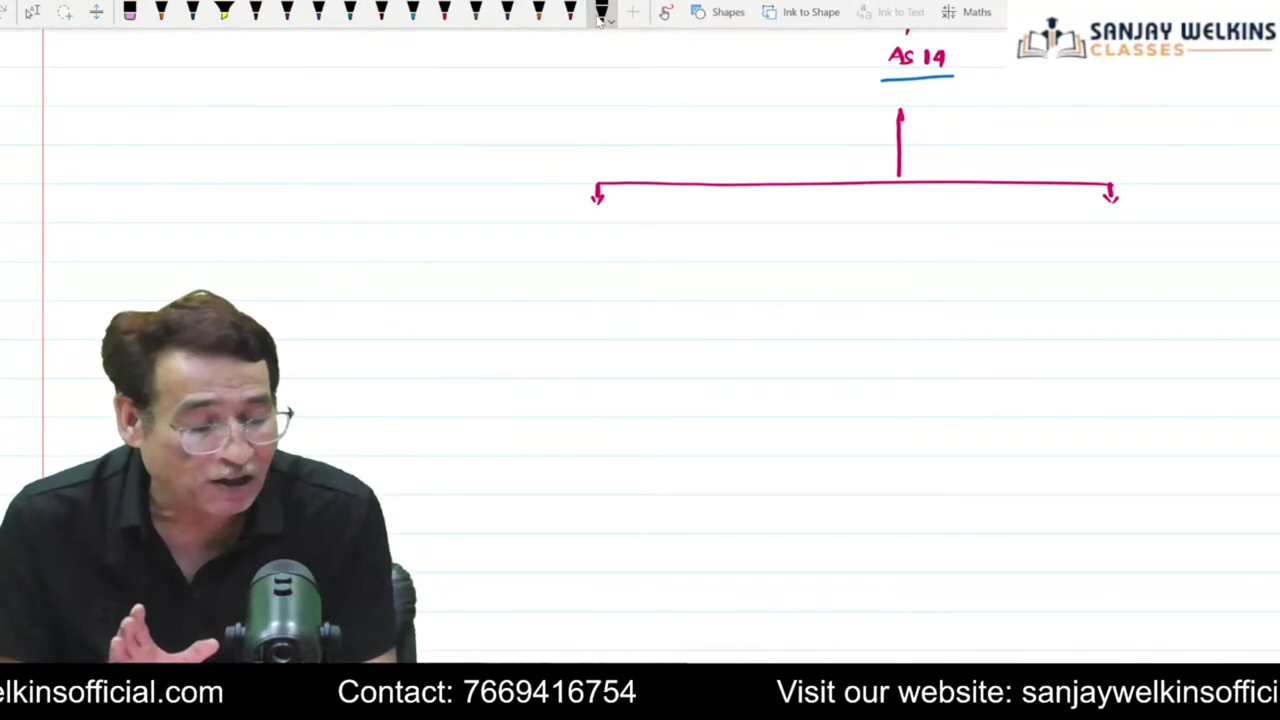 Shapes
Ink to Shape
Ink to Text
Maths
SANJAY WELKINS
CLASSES
As 14
elkinsofficial.com
Contact: 7669416754
Visit our website: sanjaywelkinsoffici